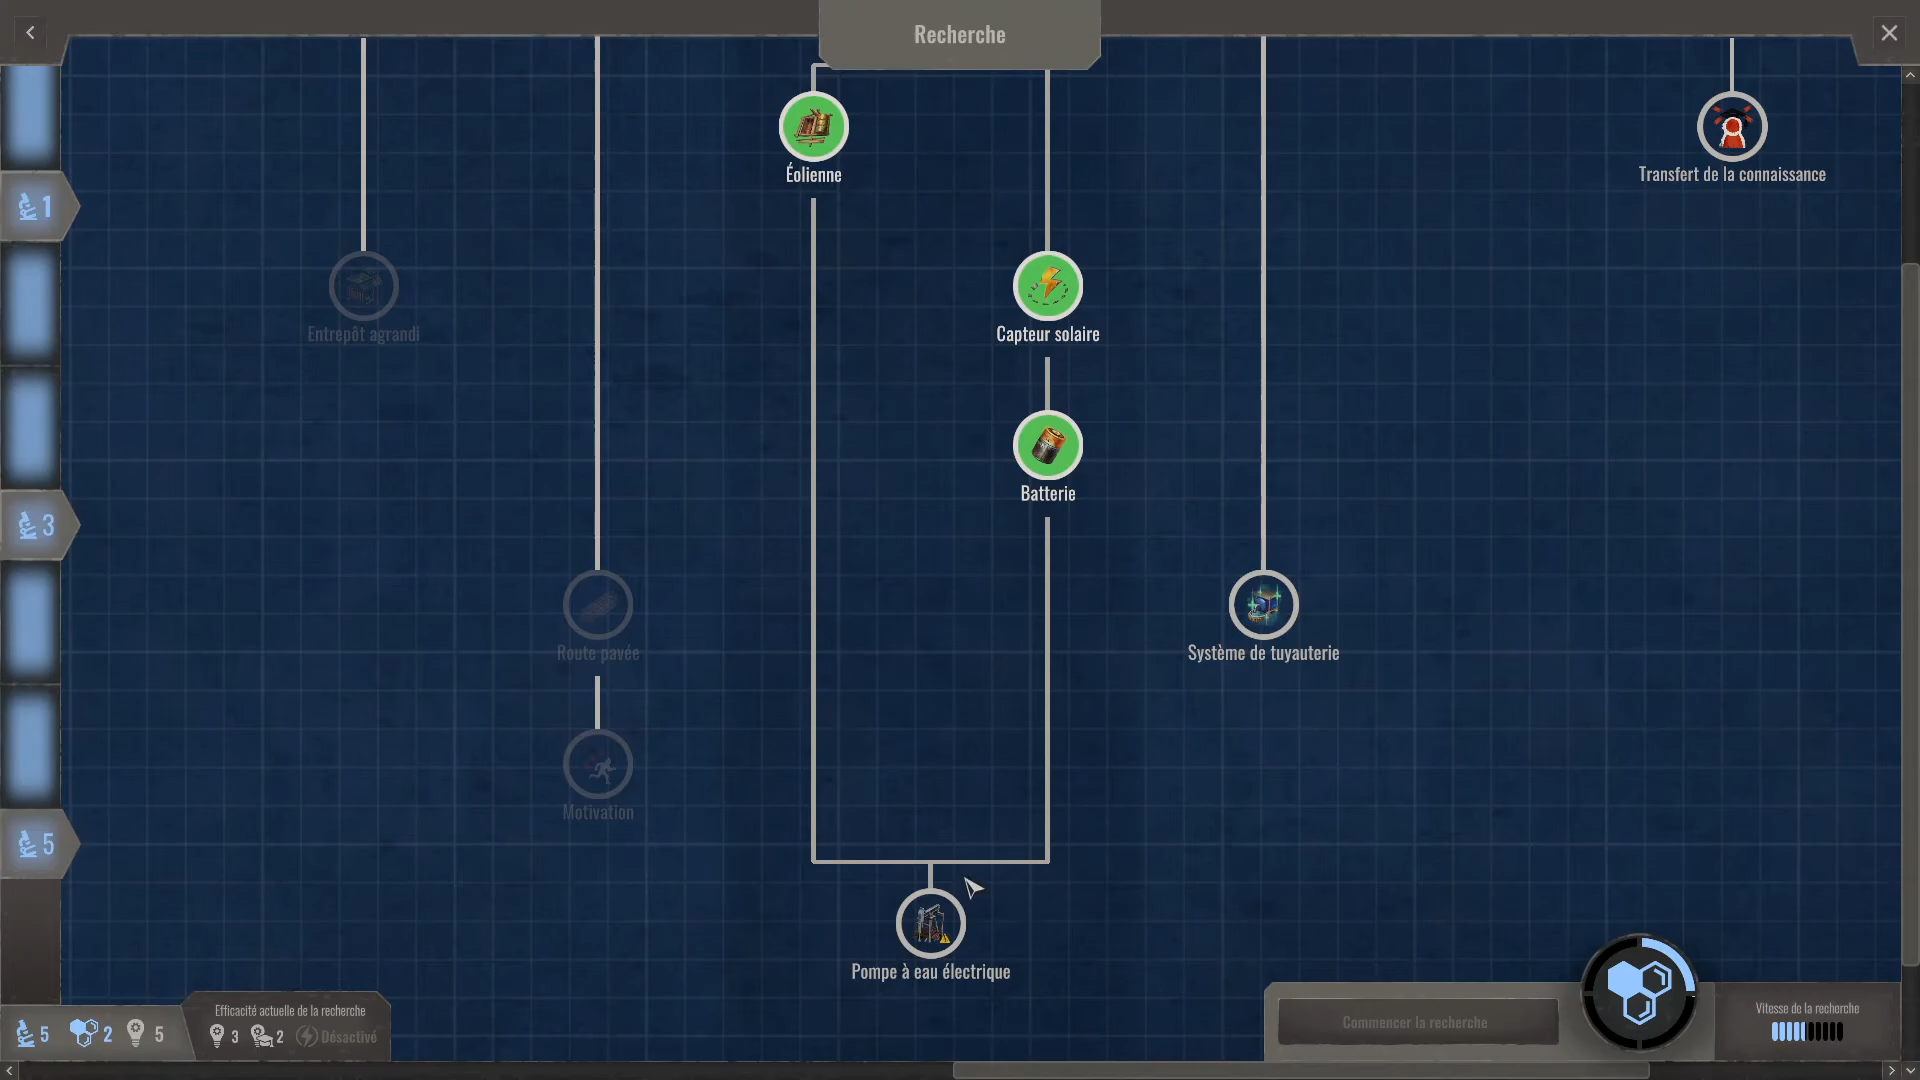 Recherche
Éolienne
Transfert de la connaissance
1
Entrepôt agrandi
Capteur solaire
Batterie
3
Route pavée
Système de tuyauterie
Motivation
5
Pompe à eau électrique
Efficacité actuelle de la recherche
5 2 5
3 2 Désactivé
Commencer la recherche
Vitesse de la recherche